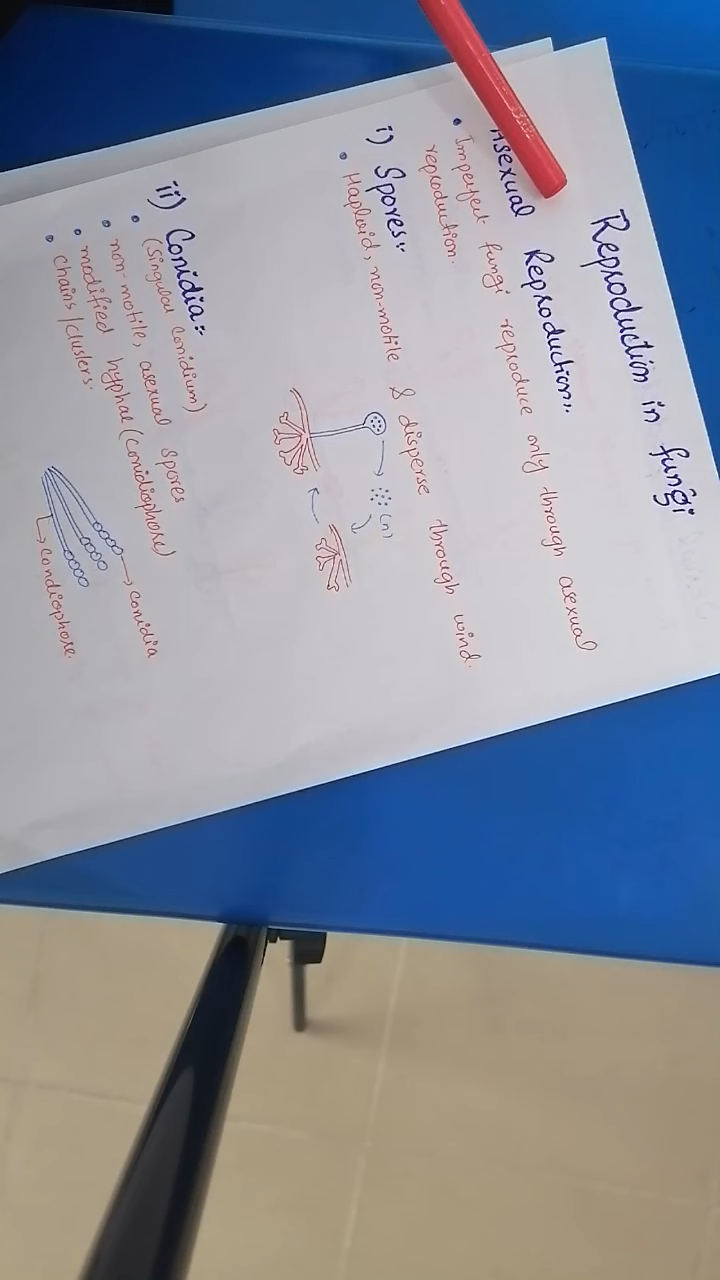 Reproduction in fungi
Asexual Reproduction:.
• Imperfect fungi reproduce only through asexual
reproduction.
i) Spores:.
• Haploid, non-motile & disperse through wind.
(n)
ii) Conidia:.
• (Singular Conidium)
• non-motile, asexual spores
• modified hyphae (conidiophore)
• chains/clusters.
conidia
condiophore.